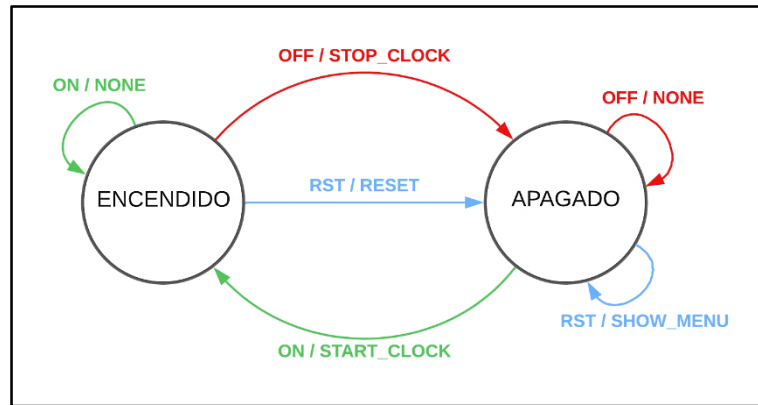 OFF / STOP_CLOCK
ON / NONE
OFF / NONE
ENCENDIDO
RST / RESET
APAGADO
RST / SHOW_MENU
ON / START_CLOCK